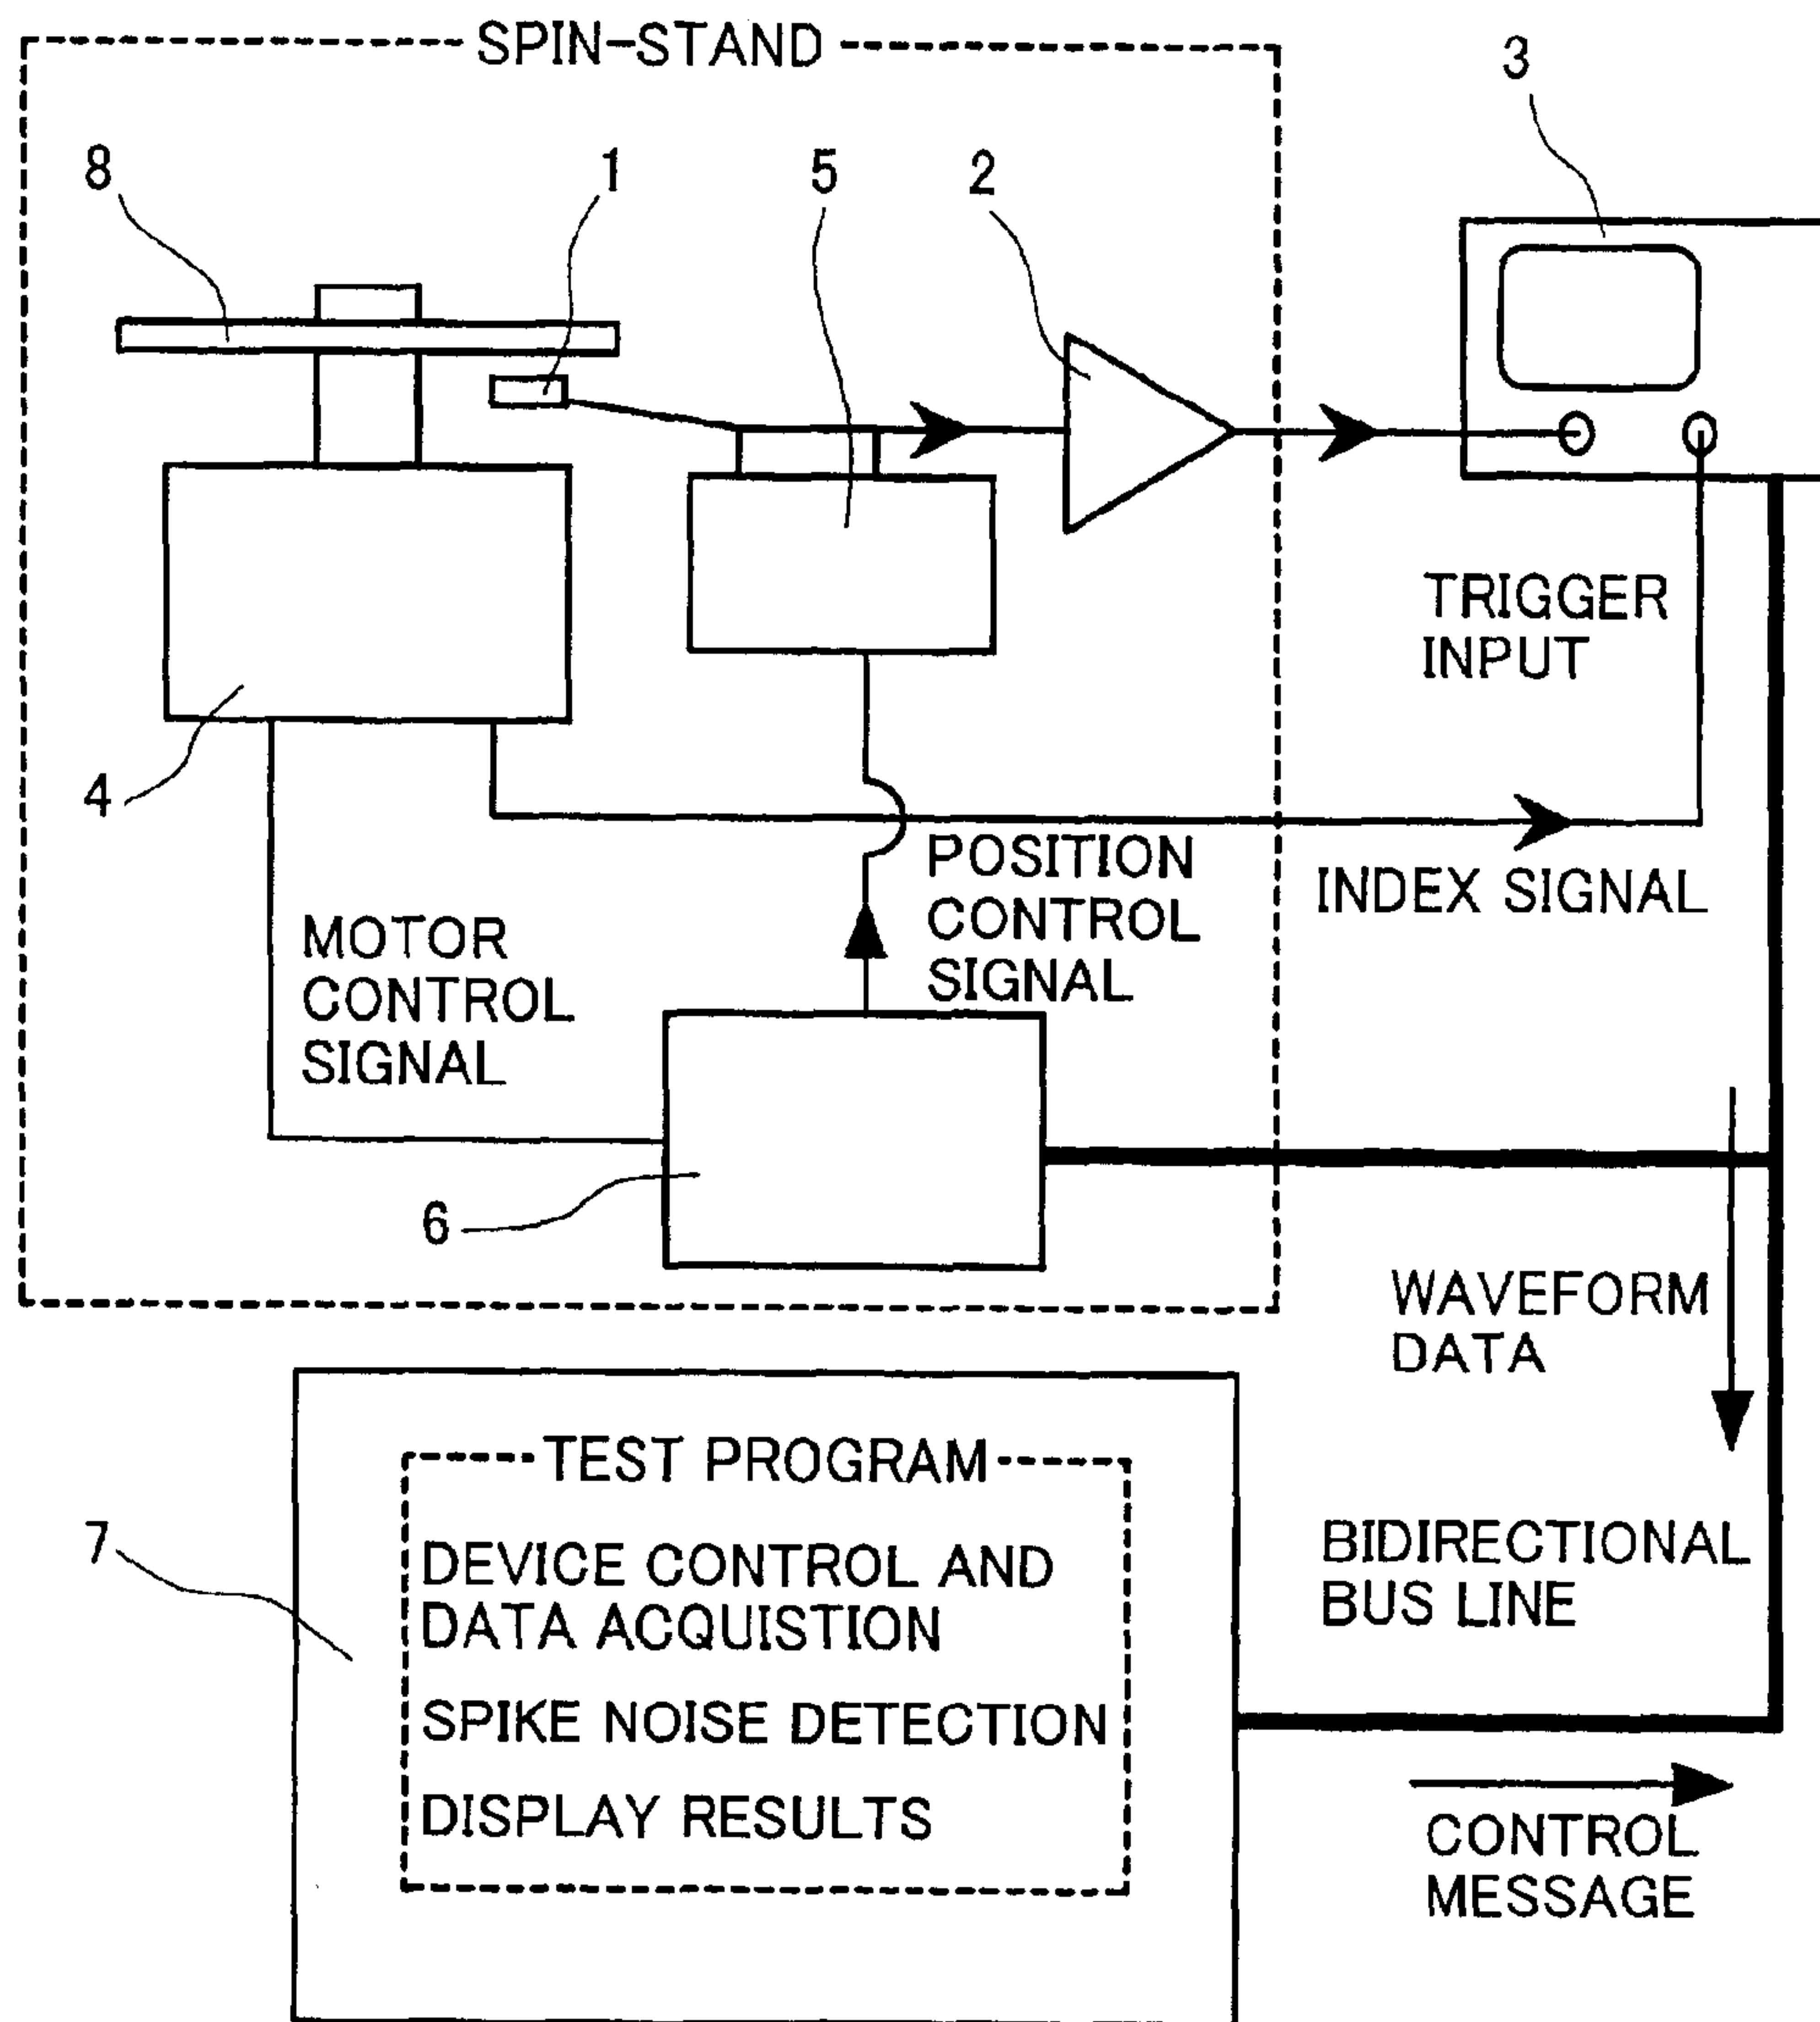 SPIN-STAND
3
8
1
5
2
TRIGGER
INPUT
4
POSITION
CONTROL
SIGNAL
INDEX SIGNAL
MOTOR
CONTROL
SIGNAL
6
WAVEFORM
DATA
TEST PROGRAM
7
DEVICE CONTROL AND
DATA ACQUISTION
SPIKE NOISE DETECTION
DISPLAY RESULTS
BIDIRECTIONAL
BUS LINE
CONTROL
MESSAGE